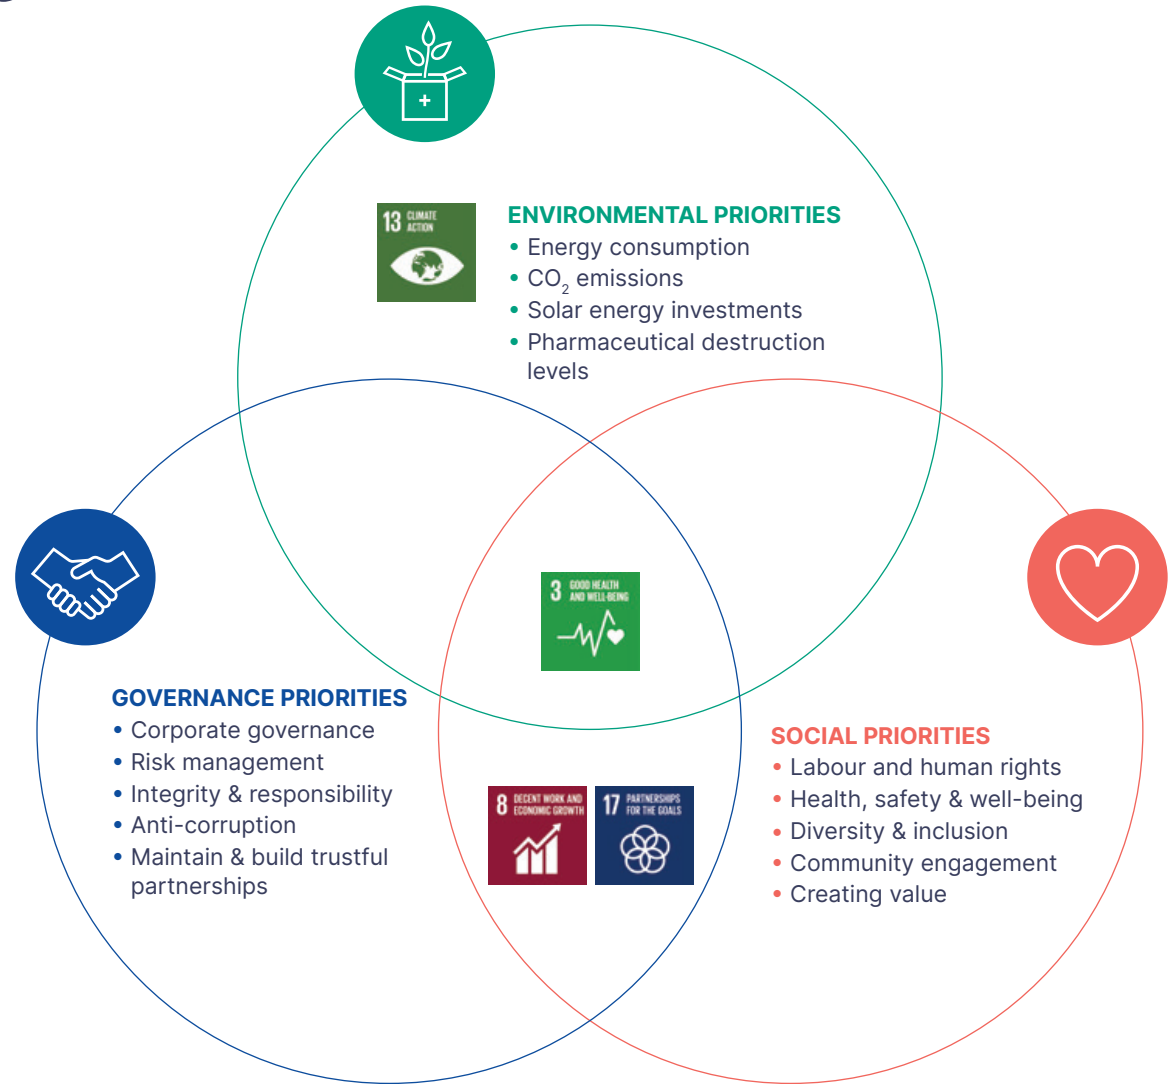 13 CLIMATE
ACTION
ENVIRONMENTAL PRIORITIES
• Energy consumption
• CO₂ emissions
• Solar energy investments
• Pharmaceutical destruction
levels
3 GOOD HEALTH
AND WELL-BEING
GOVERNANCE PRIORITIES
• Corporate governance
• Risk management
• Integrity & responsibility
• Anti-corruption
• Maintain & build trustful
partnerships
SOCIAL PRIORITIES
• Labour and human rights
• Health, safety & well-being
• Diversity & inclusion
• Community engagement
• Creating value
8 DECENT WORK AND
ECONOMIC GROWTH
17 PARTNERSHIPS
FOR THE GOALS